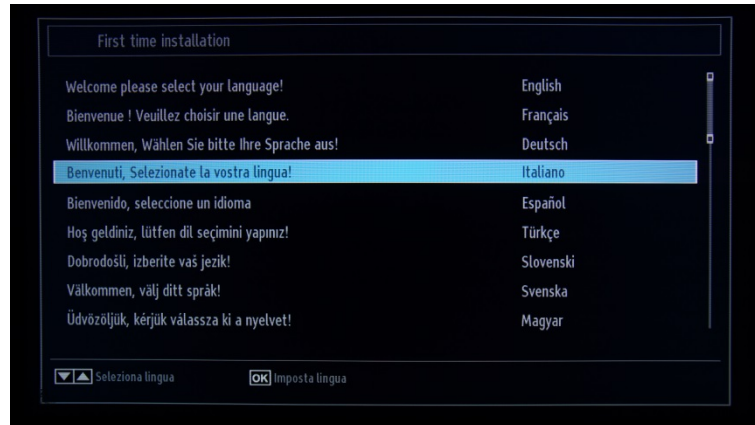 First time installation
Welcome please select your language! English
Bienvenue ! Veuillez choisir une langue. Français
Willkommen, Wählen Sie bitte Ihre Sprache aus! Deutsch
Benvenuti, Selezionate la vostra lingua! Italiano
Bienvenido, seleccione un idioma Español
Hoş geldiniz, lütfen dil seçimini yapınız! Türkçe
Dobrodošli, izberite vaš jezik! Slovenski
Välkommen, välj ditt språk! Svenska
Üdvözöljük, kérjük válassza ki a nyelvet! Magyar
Seleziona lingua OK Imposta lingua